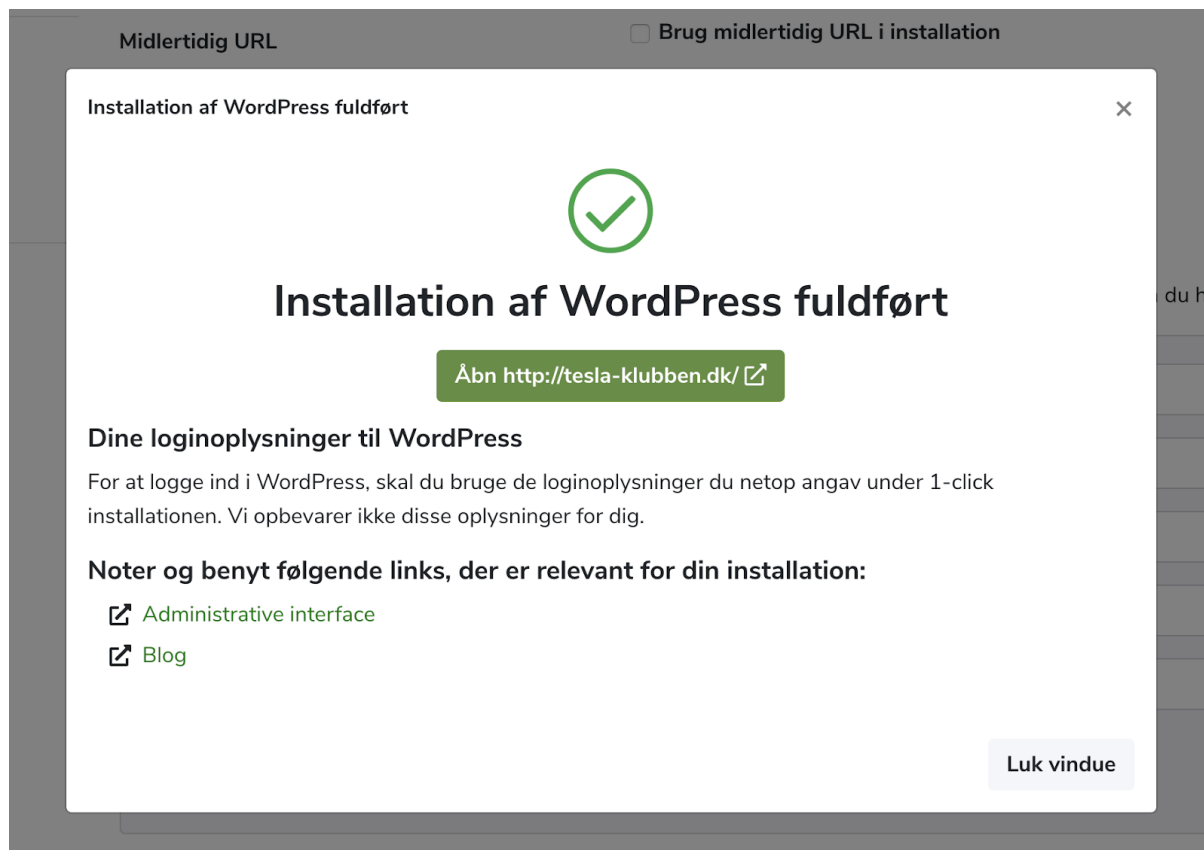 Midlertidig URL
Brug midlertidig URL i installation
Installation af WordPress fuldført
Installation af WordPress fuldført
Åbn http://tesla-klubben.dk/
Dine loginoplysninger til WordPress
For at logge ind i WordPress, skal du bruge de loginoplysninger du netop angav under 1-click
installationen. Vi opbevarer ikke disse oplysninger for dig.
Noter og benyt følgende links, der er relevant for din installation:
Administrative interface
Blog
Luk vindue
du